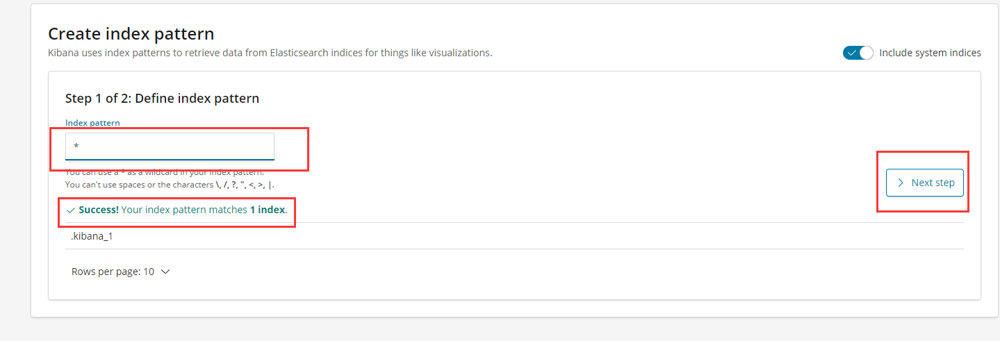 Create index pattern
Kibana uses index patterns to retrieve data from Elasticsearch indices for things like visualizations.
Include system indices
Step 1 of 2: Define index pattern
Index pattern
*
You can use a * as a wildcard in your index pattern.
You can't use spaces or the characters \, /, ?, ", <, >, |.
Next step
Success! Your index pattern matches 1 index.
.kibana_1
Rows per page: 10